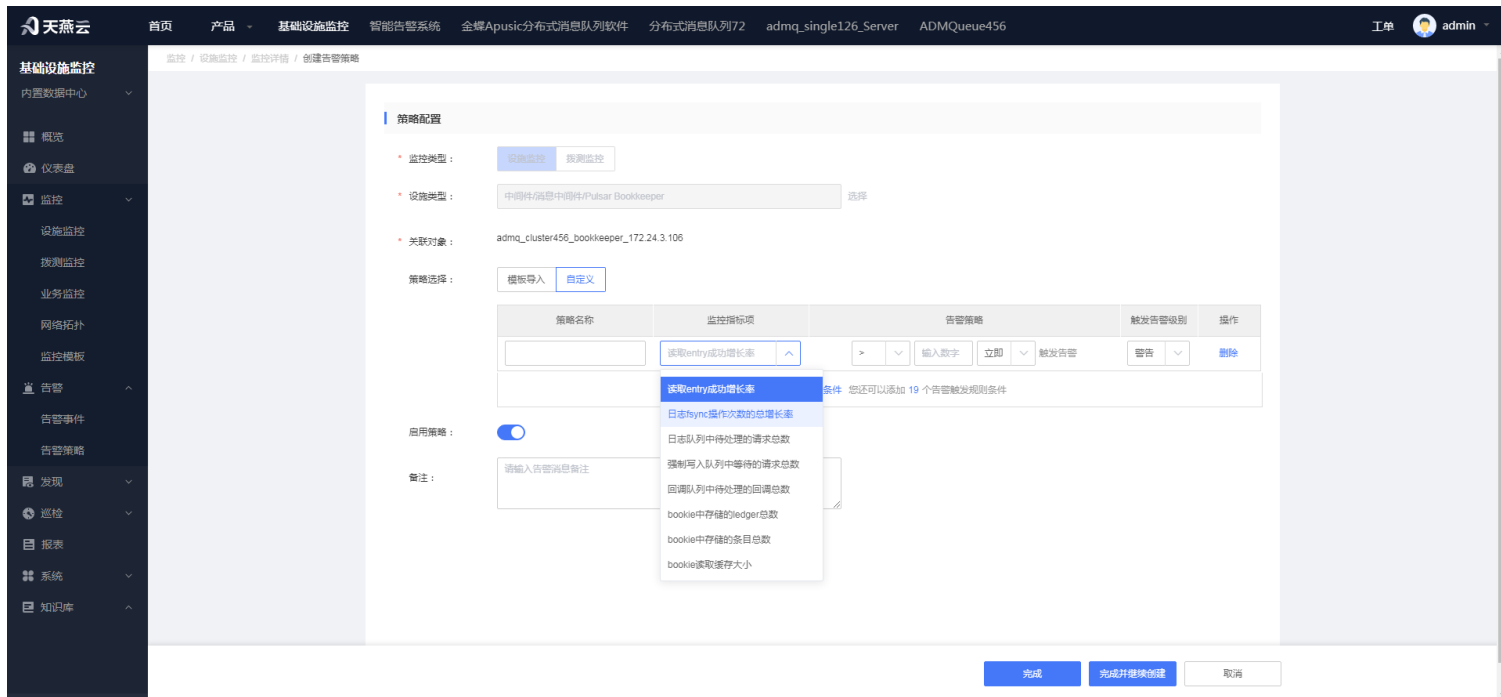 天燕云
首页 产品 基础设施监控 智能告警系统 金蝶Apusic分布式消息队列软件 分布式消息队列72 admq_single126_Server ADMQueue456 工单 admin
基础设施监控
内置数据中心
概览
仪表盘
监控
设施监控
拨测监控
业务监控
网络拓扑
监控模板
告警
告警事件
告警策略
发现
巡检
报表
系统
知识库
监控 / 设施监控 / 监控详情 / 创建告警策略
策略配置
* 监控类型： 设施监控 拨测监控
* 设施类型： 中间件/消息中间件/Pulsar Bookkeeper 选择
* 关联对象： admq_cluster456_bookkeeper_172.24.3.106
策略选择： 模板导入 自定义
策略名称 监控指标项 告警策略 触发告警级别 操作
读取entry成功增长率 > 输入数字 立即 触发告警 警告 删除
条件 您还可以添加 19 个告警触发规则条件
读取entry成功增长率
日志fsync操作次数的总增长率
日志队列中待处理的请求总数
强制写入队列中等待的请求总数
回调队列中待处理的回调总数
bookie中存储的ledger总数
bookie中存储的条目总数
bookie读取缓存大小
启用策略：
备注： 请输入告警消息备注
完成 完成并继续创建 取消